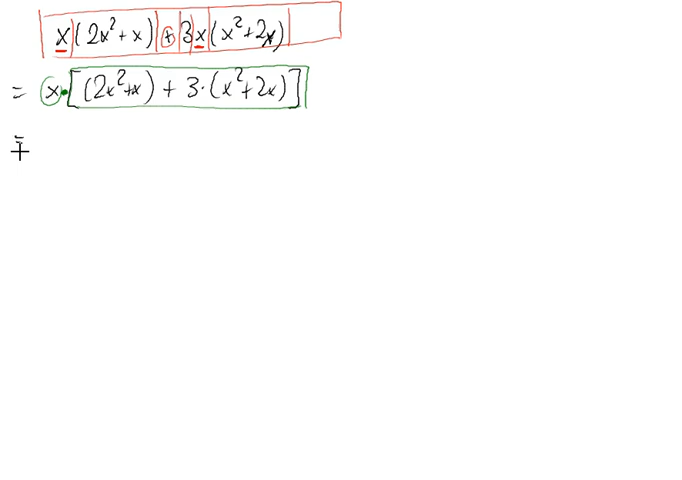 x(2x²+x)+3x(x²+2x)
= x·[(2x²+x)+3·(x²+2x)]
=